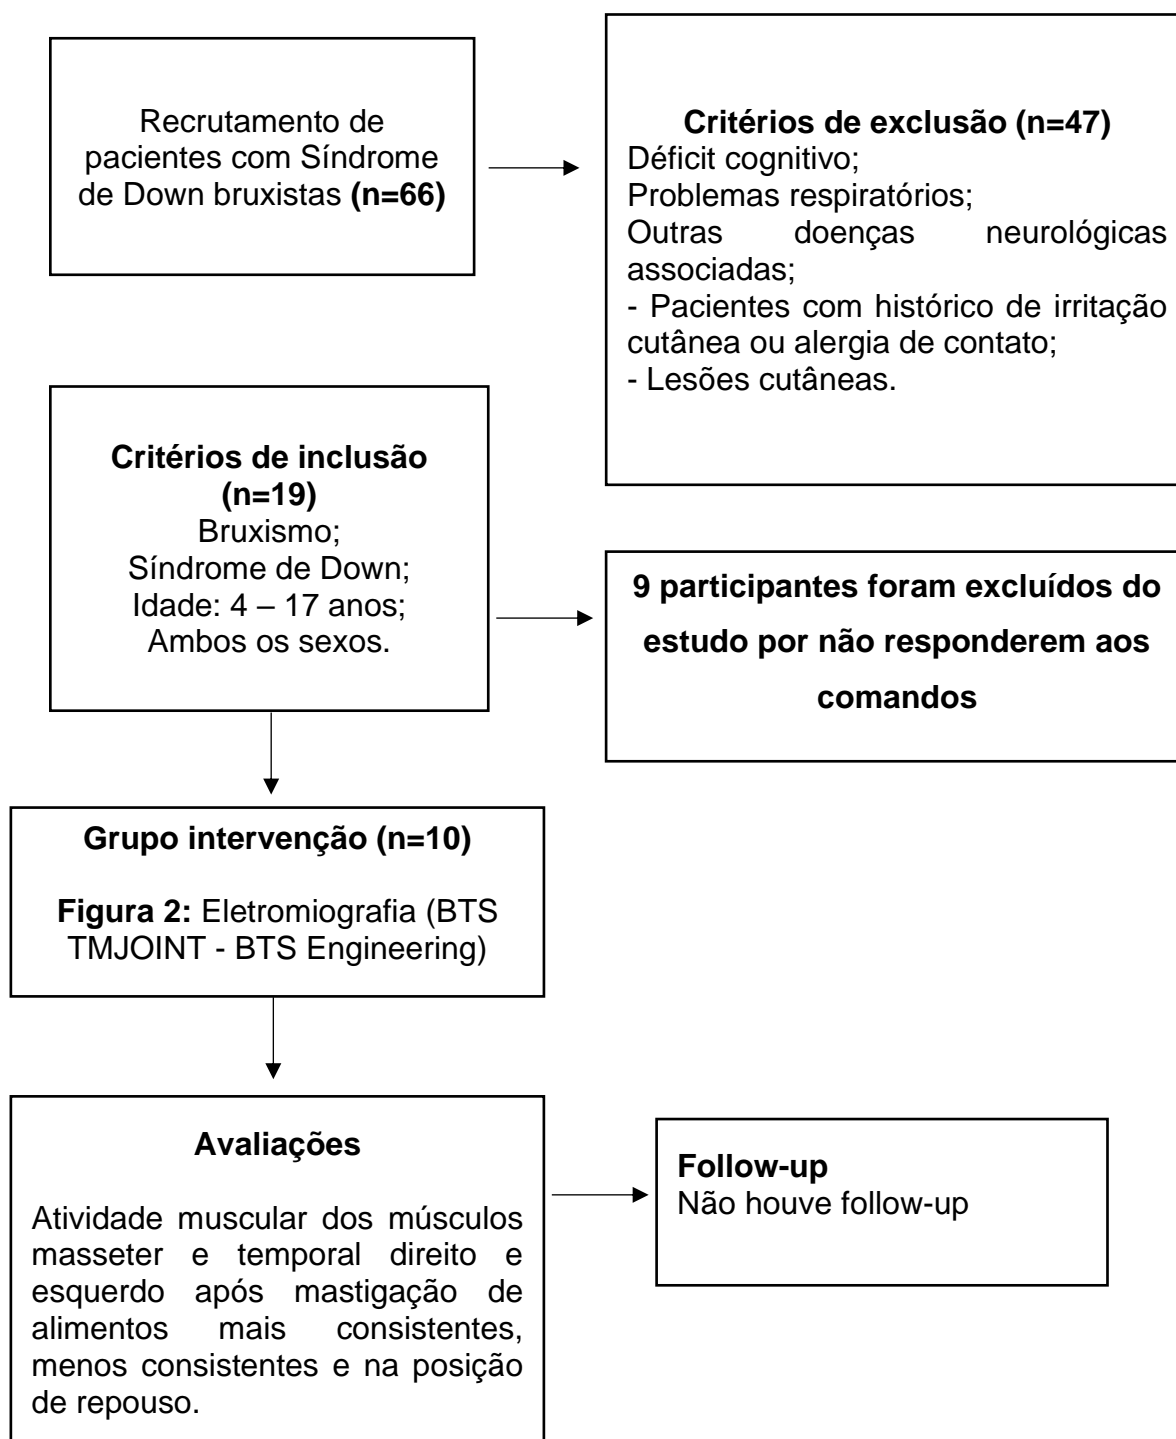 Recrutamento de
pacientes com Síndrome
de Down bruxistas (n=66)
Critérios de exclusão (n=47)
Déficit cognitivo;
Problemas respiratórios;
Outras doenças neurológicas
associadas;
- Pacientes com histórico de irritação
cutânea ou alergia de contato;
- Lesões cutâneas.
Critérios de inclusão
(n=19)
Bruxismo;
Síndrome de Down;
Idade: 4 – 17 anos;
Ambos os sexos.
9 participantes foram excluídos do
estudo por não responderem aos
comandos
Grupo intervenção (n=10)
Figura 2: Eletromiografia (BTS
TMJOINT - BTS Engineering)
Avaliações
Atividade muscular dos músculos
masseter e temporal direito e
esquerdo após mastigação de
alimentos mais consistentes,
menos consistentes e na posição
de repouso.
Follow-up
Não houve follow-up